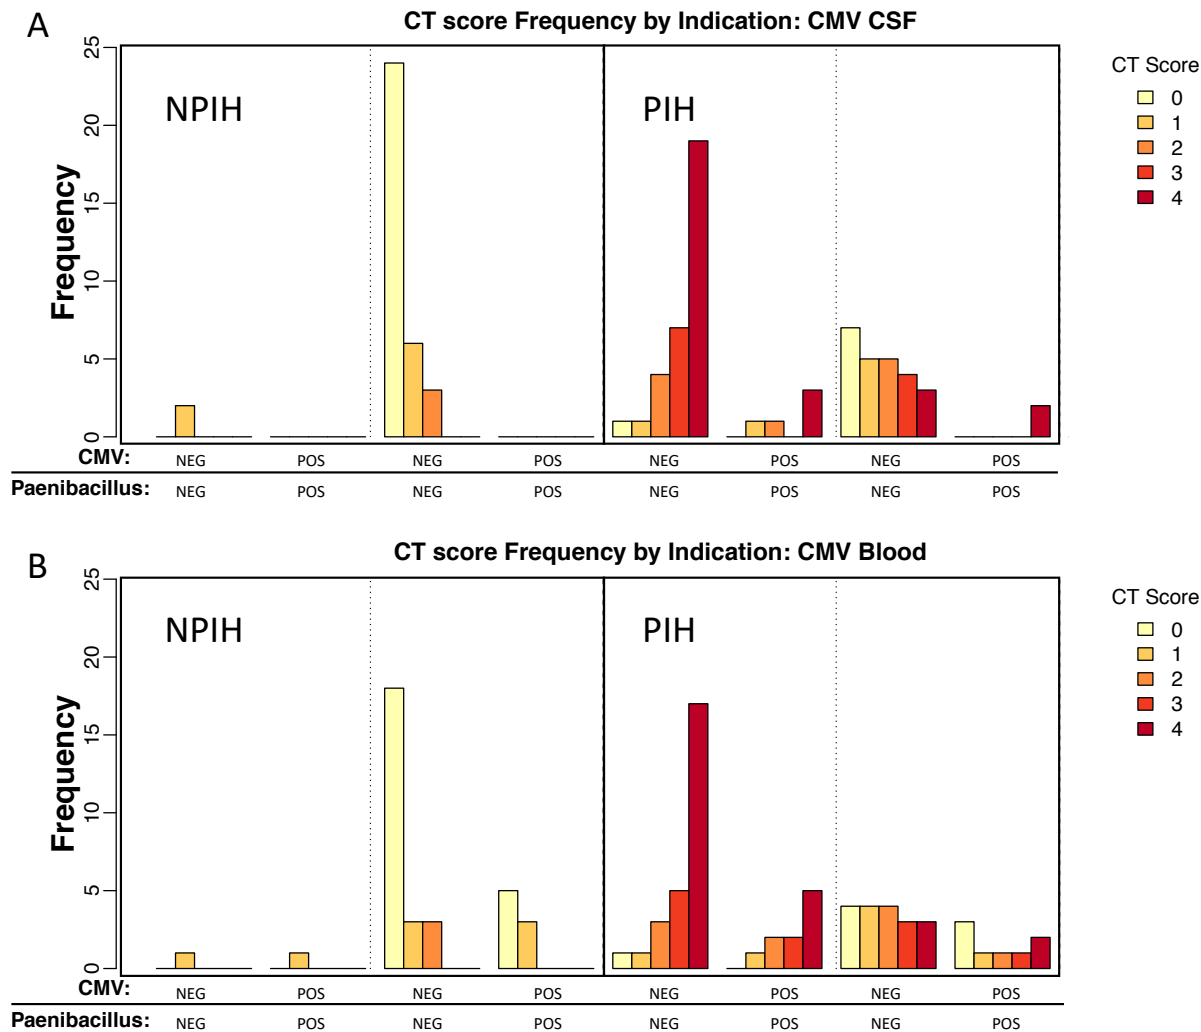 A
CT score Frequency by Indication: CMV CSF
CT Score
0
1
2
3
4
NPIH
PIH
Frequency
25
20
15
10
5
0
CMV: NEG POS NEG POS NEG POS NEG POS
Paenibacillus: NEG POS NEG POS NEG POS NEG POS
B
CT score Frequency by Indication: CMV Blood
CT Score
0
1
2
3
4
NPIH
PIH
Frequency
25
20
15
10
5
0
CMV: NEG POS NEG POS NEG POS NEG POS
Paenibacillus: NEG POS NEG POS NEG POS NEG POS